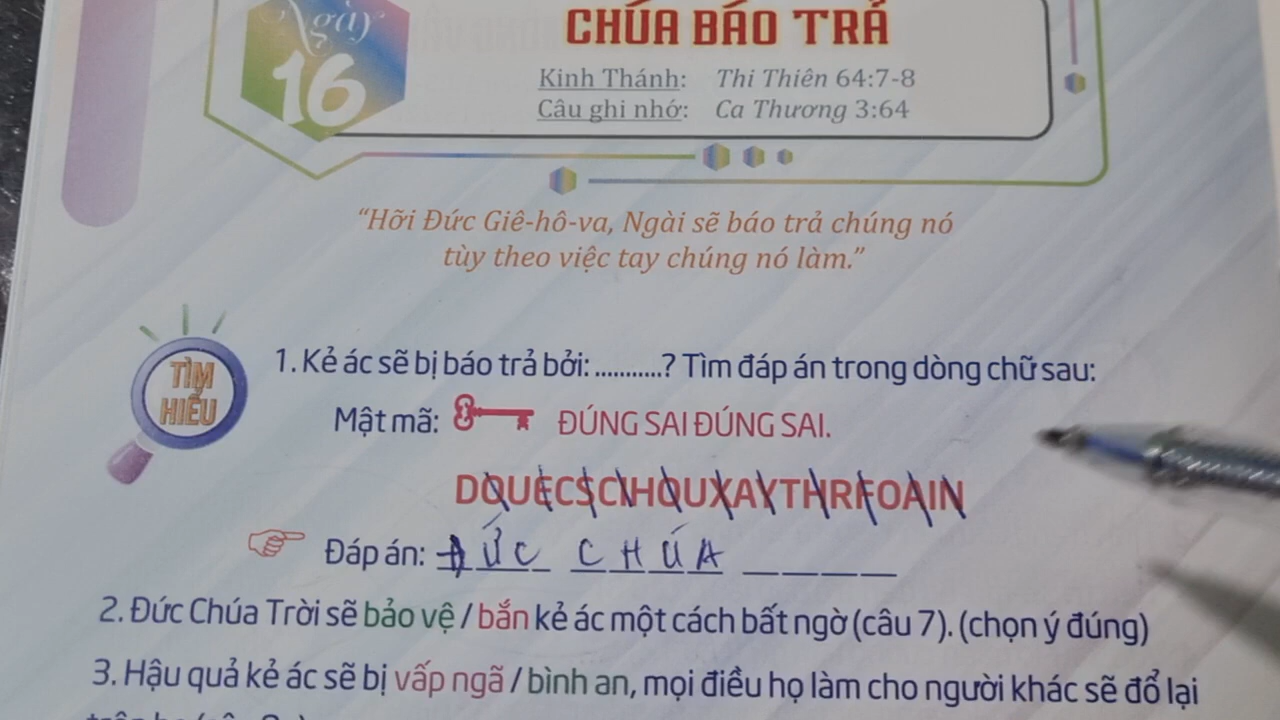 Ngày
16
CHÚA BÁO TRẢ
Kinh Thánh: Thi Thiên 64:7-8
Câu ghi nhớ: Ca Thương 3:64
“Hỡi Đức Giê-hô-va, Ngài sẽ báo trả chúng nó
tùy theo việc tay chúng nó làm.”
TÌM
HIỂU
1. Kẻ ác sẽ bị báo trả bởi: ...........? Tìm đáp án trong dòng chữ sau:
Mật mã: ĐÚNG SAI ĐÚNG SAI.
DQUECSCIHOUXAYTHRFOAIN
Đáp án: ĐỨC CHÚA
2. Đức Chúa Trời sẽ bảo vệ / bắn kẻ ác một cách bất ngờ (câu 7). (chọn ý đúng)
3. Hậu quả kẻ ác sẽ bị vấp ngã / bình an, mọi điều họ làm cho người khác sẽ đổ lại